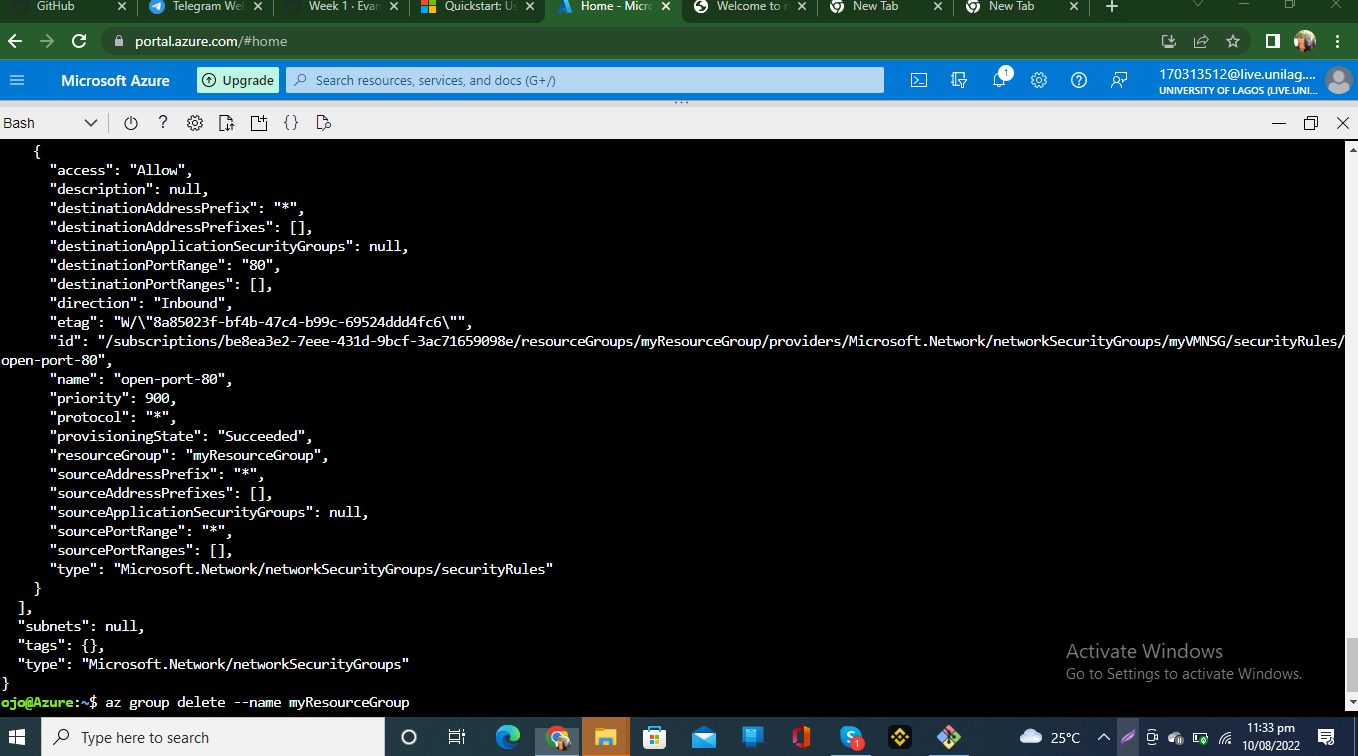 GitHub
Telegram We
Week 1 · Evan
Quickstart: Us
Home - Micro
Welcome to n
New Tab
New Tab
portal.azure.com/#home
Microsoft Azure
Upgrade
Search resources, services, and docs (G+/)
1
170313512@live.unilag....
UNIVERSITY OF LAGOS (LIVE.UNI...
Bash
{
"access": "Allow",
"description": null,
"destinationAddressPrefix": "*",
"destinationAddressPrefixes": [],
"destinationApplicationSecurityGroups": null,
"destinationPortRange": "80",
"destinationPortRanges": [],
"direction": "Inbound",
"etag": "W/\"8a85023f-bf4b-47c4-b99c-69524ddd4fc6\"",
"id": "/subscriptions/be8ea3e2-7eee-431d-9bcf-3ac71659098e/resourceGroups/myResourceGroup/providers/Microsoft.Network/networkSecurityGroups/myVMNSG/securityRules/
open-port-80",
"name": "open-port-80",
"priority": 900,
"protocol": "*",
"provisioningState": "Succeeded",
"resourceGroup": "myResourceGroup",
"sourceAddressPrefix": "*",
"sourceAddressPrefixes": [],
"sourceApplicationSecurityGroups": null,
"sourcePortRange": "*",
"sourcePortRanges": [],
"type": "Microsoft.Network/networkSecurityGroups/securityRules"
}
],
"subnets": null,
"tags": {},
"type": "Microsoft.Network/networkSecurityGroups"
}
ojo@Azure:~$ az group delete --name myResourceGroup
Activate Windows
Go to Settings to activate Windows.
Type here to search
1
25°C
11:33 pm
10/08/2022